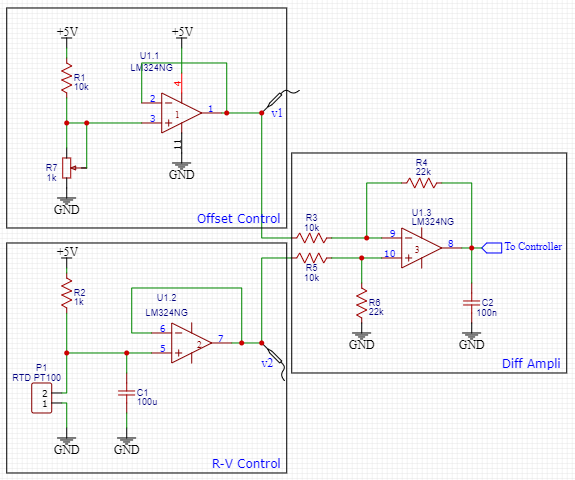 +5V
+5V
U1.1
LM324NG
R1
10k
4
2
1
1
3
v1
11
R7
1k
GND
GND
Offset Control
R4
22k
U1.3
LM324NG
R3
10k
9
8
To Controller
3
10
R5
10k
R6
22k
C2
100n
GND
GND
Diff Ampli
+5V
R2
1k
U1.2
LM324NG
6
7
2
5
v2
P1
RTD PT100
2
1
C1
100u
GND
GND
R-V Control